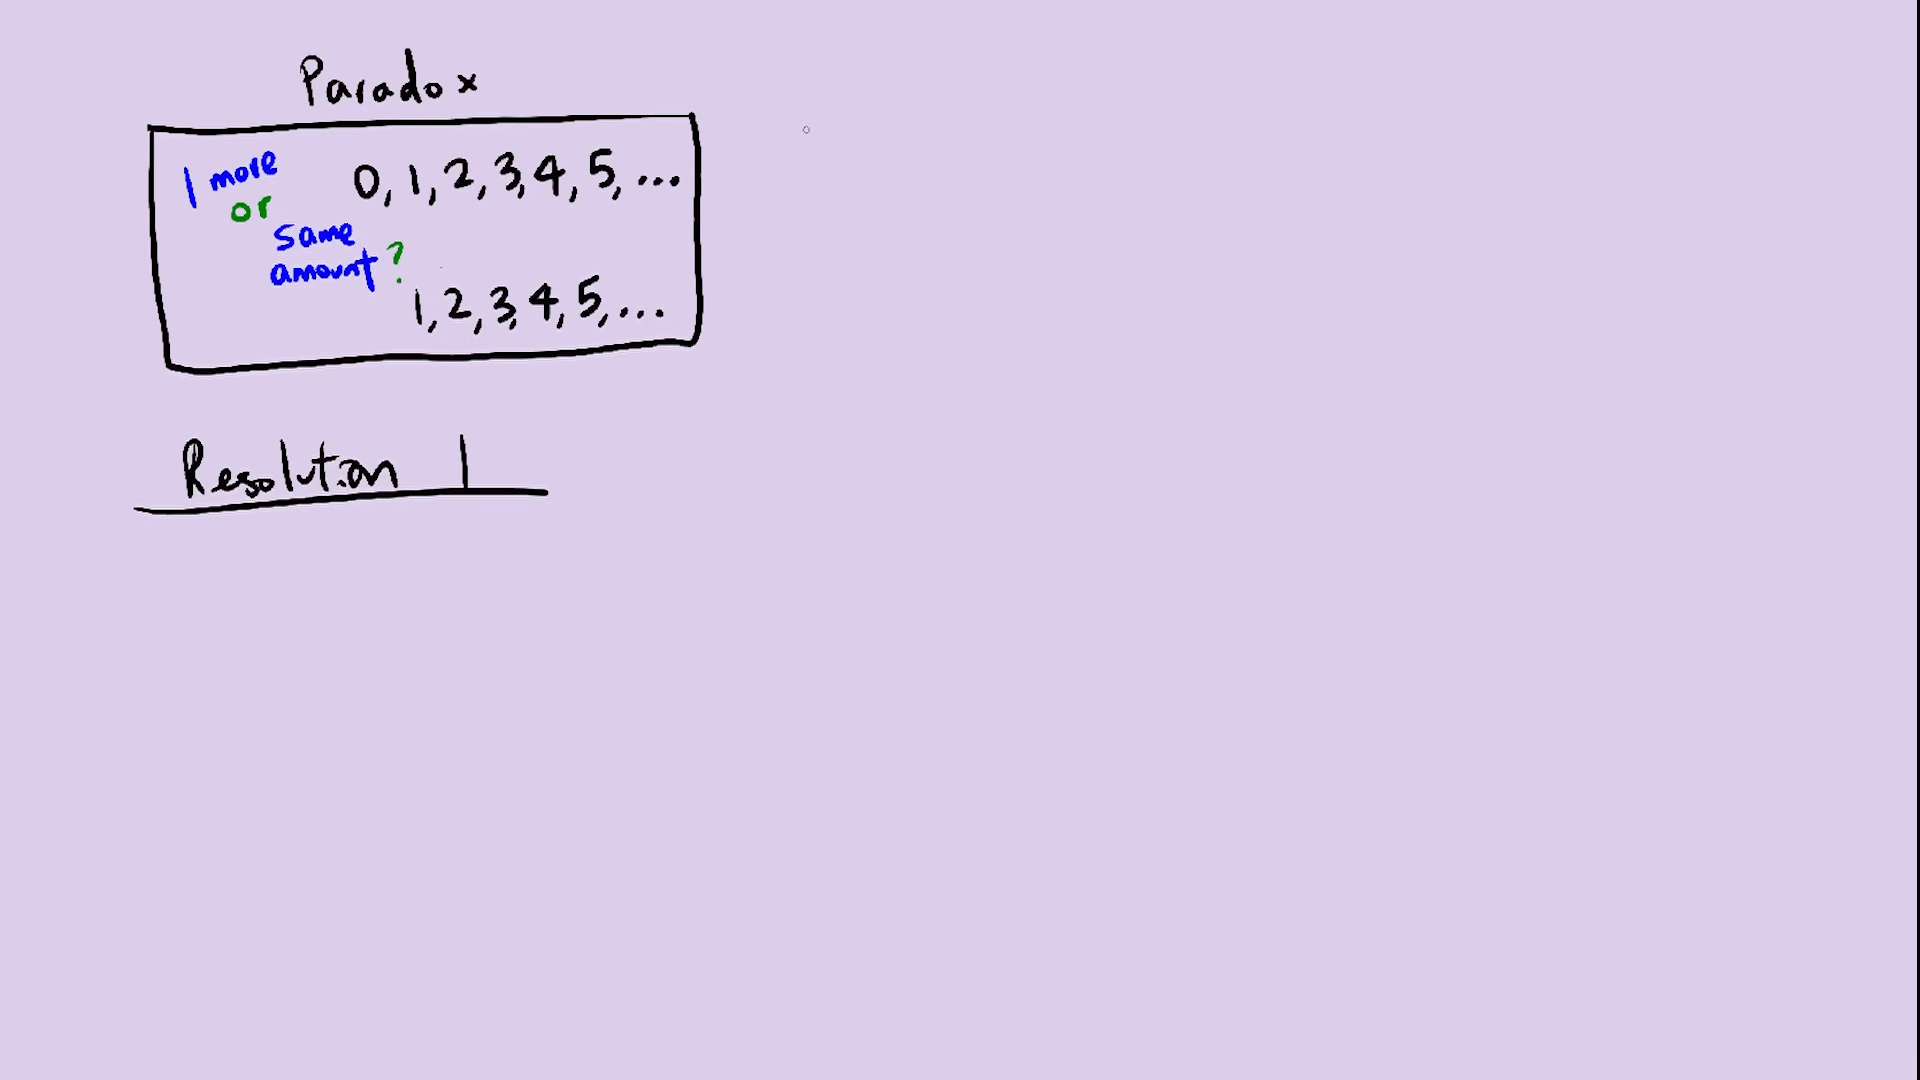 Paradox
1 more
or
same
amount?
0, 1, 2, 3, 4, 5, ...
1, 2, 3, 4, 5, ...
Resolution 1